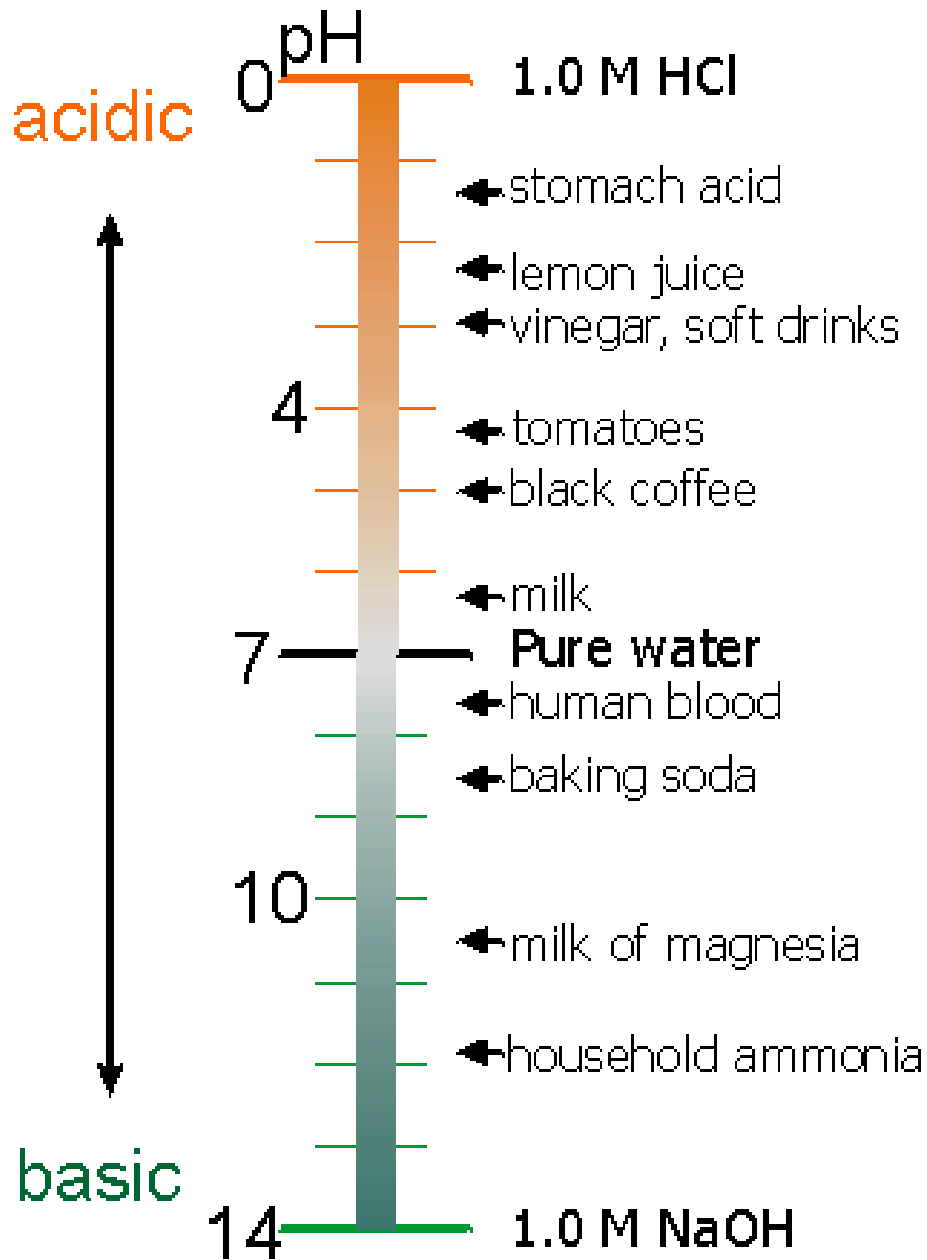 pH
0
1.0 M HCl
acidic
stomach acid
lemon juice
vinegar, soft drinks
4
tomatoes
black coffee
milk
7
Pure water
human blood
baking soda
10
milk of magnesia
household ammonia
basic
14
1.0 M NaOH